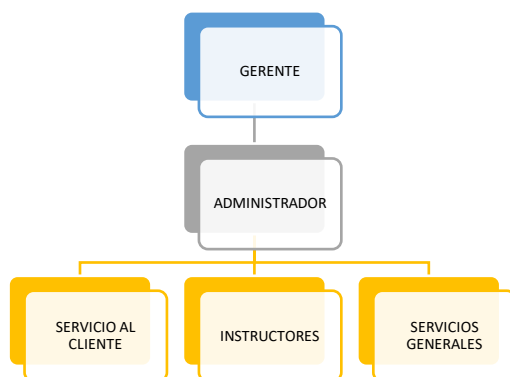 GERENTE
ADMINISTRADOR
SERVICIO AL
CLIENTE
INSTRUCTORES
SERVICIOS
GENERALES